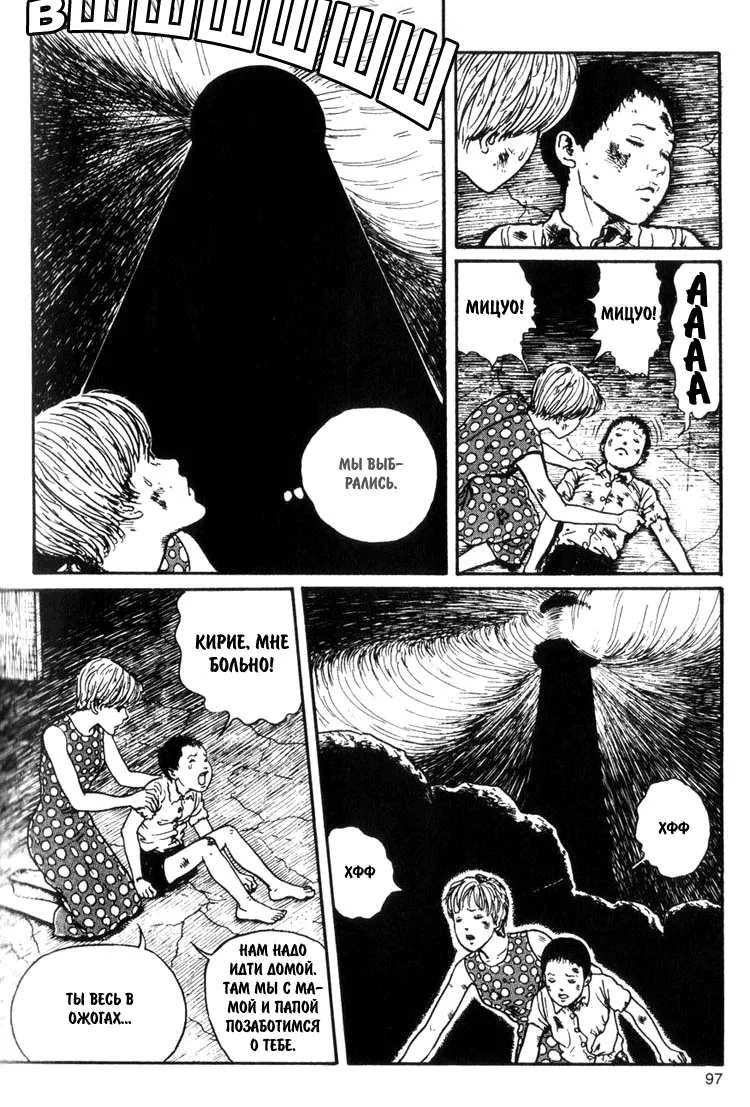 ВШШШШШШ
МЫ ВЫБ-
РАЛИСЬ.
МИЦУО!
МИЦУО!
АААА
КИРИЕ, МНЕ
БОЛЬНО!
ТЫ ВЕСЬ В
ОЖОГАХ...
НАМ НАДО
ИДТИ ДОМОЙ.
ТАМ МЫ С МА-
МОЙ И ПАПОЙ
ПОЗАБОТИМСЯ
О ТЕБЕ.
ХФФ
ХФФ
97